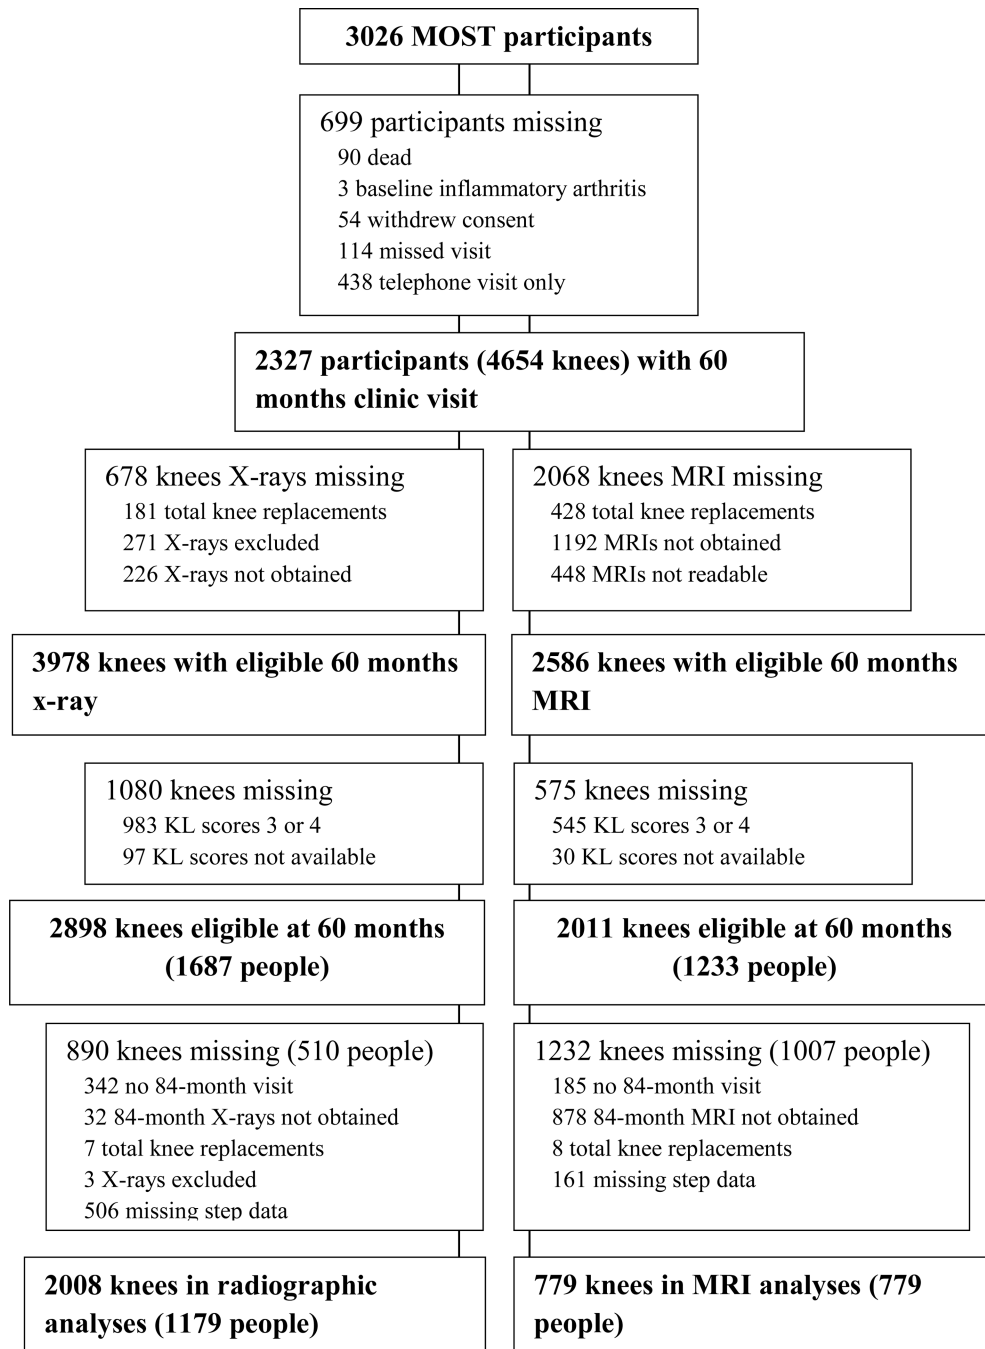 3026 MOST participants
699 participants missing
90 dead
3 baseline inflammatory arthritis
54 withdrew consent
114 missed visit
438 telephone visit only
2327 participants (4654 knees) with 60
months clinic visit
678 knees X-rays missing
181 total knee replacements
271 X-rays excluded
226 X-rays not obtained
2068 knees MRI missing
428 total knee replacements
1192 MRIs not obtained
448 MRIs not readable
3978 knees with eligible 60 months
x-ray
2586 knees with eligible 60 months
MRI
1080 knees missing
983 KL scores 3 or 4
97 KL scores not available
575 knees missing
545 KL scores 3 or 4
30 KL scores not available
2898 knees eligible at 60 months
(1687 people)
2011 knees eligible at 60 months
(1233 people)
890 knees missing (510 people)
342 no 84-month visit
32 84-month X-rays not obtained
7 total knee replacements
3 X-rays excluded
506 missing step data
1232 knees missing (1007 people)
185 no 84-month visit
878 84-month MRI not obtained
8 total knee replacements
161 missing step data
2008 knees in radiographic
analyses (1179 people)
779 knees in MRI analyses (779
people)